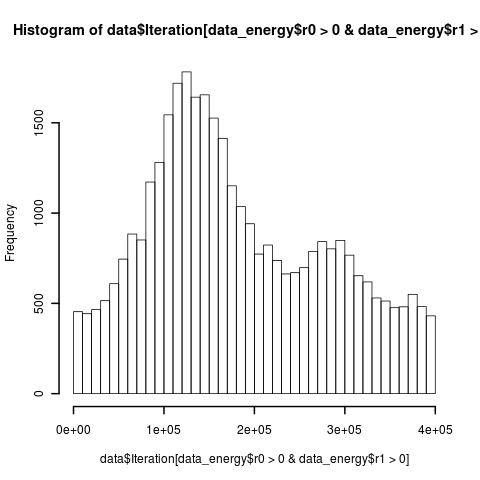 Histogram of data$Iteration[data_energy$r0 > 0 & data_energy$r1 >
Frequency
1500
1000
500
0
0e+00 1e+05 2e+05 3e+05 4e+05
data$Iteration[data_energy$r0 > 0 & data_energy$r1 > 0]